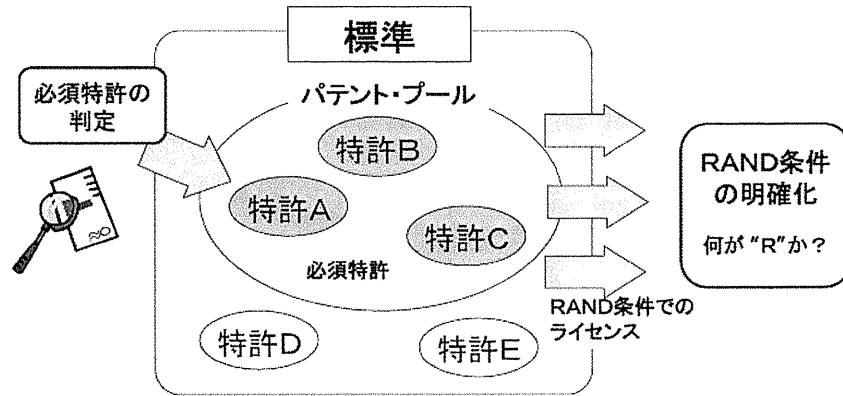 標準
必須特許の
判定
パテント・プール
特許B
特許A
特許C
必須特許
特許D
特許E
RAND条件での
ライセンス
RAND条件
の明確化
何が “R”か？